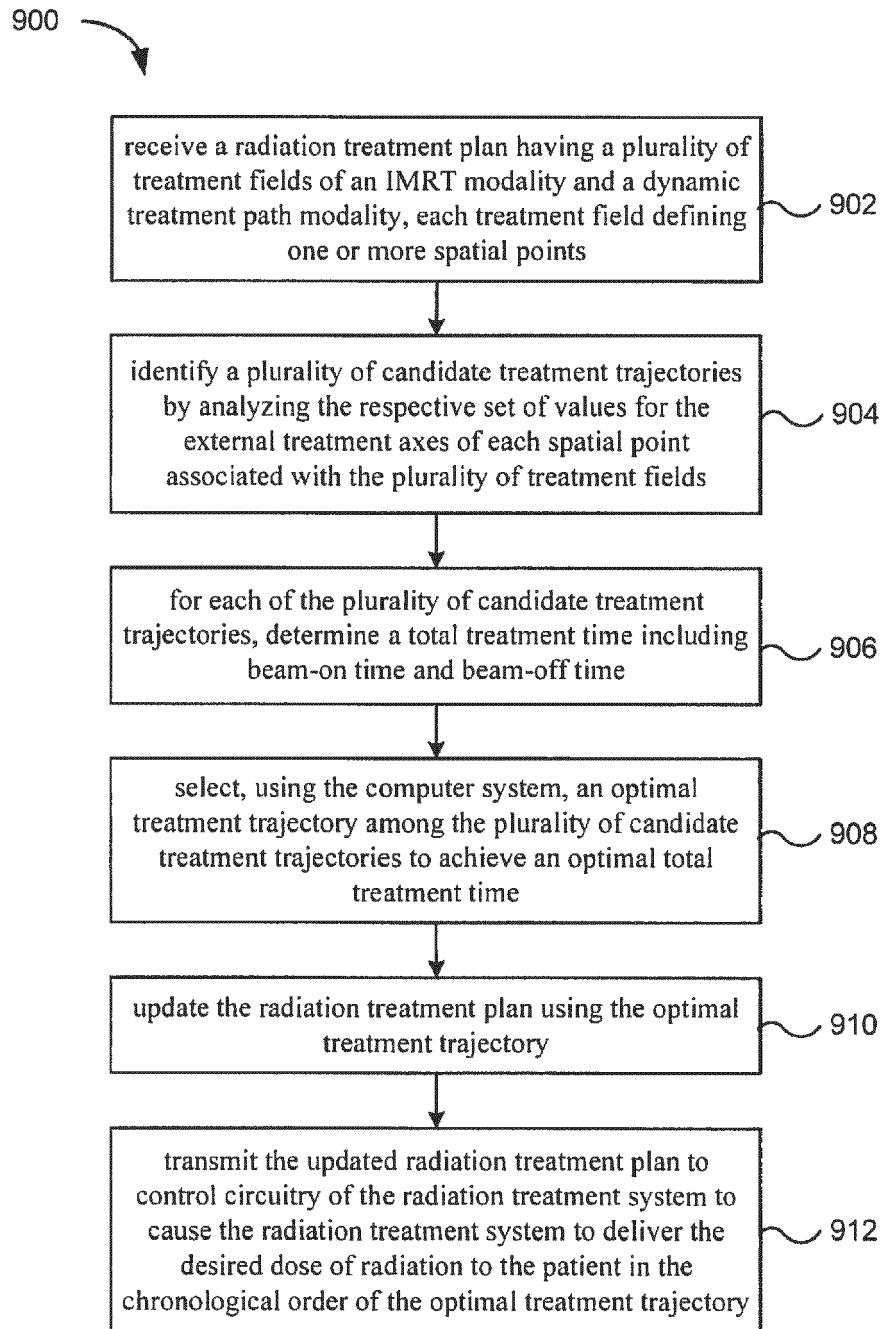 900
receive a radiation treatment plan having a plurality of
treatment fields of an IMRT modality and a dynamic
treatment path modality, each treatment field defining
one or more spatial points
902
identify a plurality of candidate treatment trajectories
by analyzing the respective set of values for the
external treatment axes of each spatial point
associated with the plurality of treatment fields
904
for each of the plurality of candidate treatment
trajectories, determine a total treatment time including
beam-on time and beam-off time
906
select, using the computer system, an optimal
treatment trajectory among the plurality of candidate
treatment trajectories to achieve an optimal total
treatment time
908
update the radiation treatment plan using the optimal
treatment trajectory
910
transmit the updated radiation treatment plan to
control circuitry of the radiation treatment system to
cause the radiation treatment system to deliver the
desired dose of radiation to the patient in the
chronological order of the optimal treatment trajectory
912